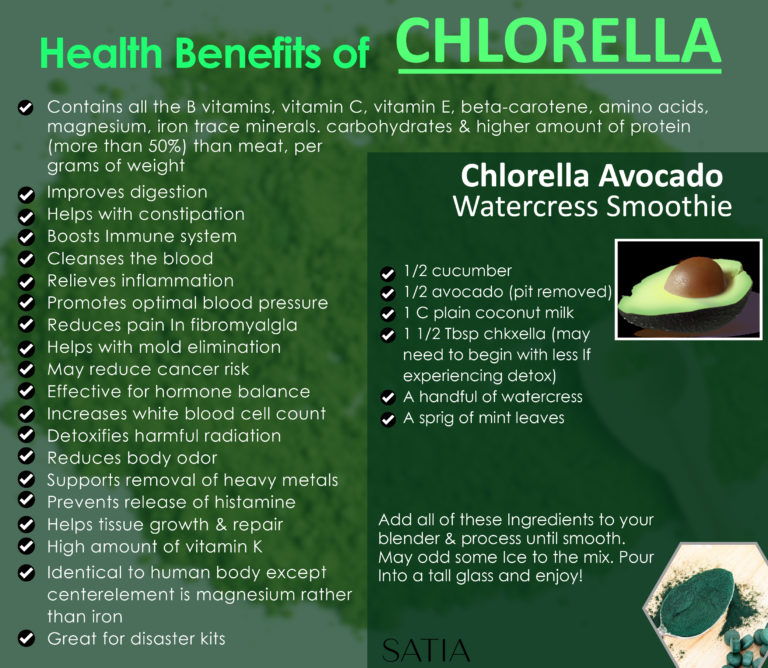 Health Benefits of CHLORELLA
Contains all the B vitamins, vitamin C, vitamin E, beta-carotene, amino acids,
magnesium, iron trace minerals. carbohydrates & higher amount of protein
(more than 50%) than meat, per
grams of weight
Improves digestion
Helps with constipation
Boosts Immune system
Cleanses the blood
Relieves inflammation
Promotes optimal blood pressure
Reduces pain In fibromyalgla
Helps with mold elimination
May reduce cancer risk
Effective for hormone balance
Increases white blood cell count
Detoxifies harmful radiation
Reduces body odor
Supports removal of heavy metals
Prevents release of histamine
Helps tissue growth & repair
High amount of vitamin K
Identical to human body except
centerelement is magnesium rather
than iron
Great for disaster kits
Chlorella Avocado
Watercress Smoothie
1/2 cucumber
1/2 avocado (pit removed)
1 C plain coconut milk
1 1/2 Tbsp chkxella (may
need to begin with less If
experiencing detox)
A handful of watercress
A sprig of mint leaves
Add all of these Ingredients to your
blender & process until smooth.
May odd some Ice to the mix. Pour
Into a tall glass and enjoy!
SATIA